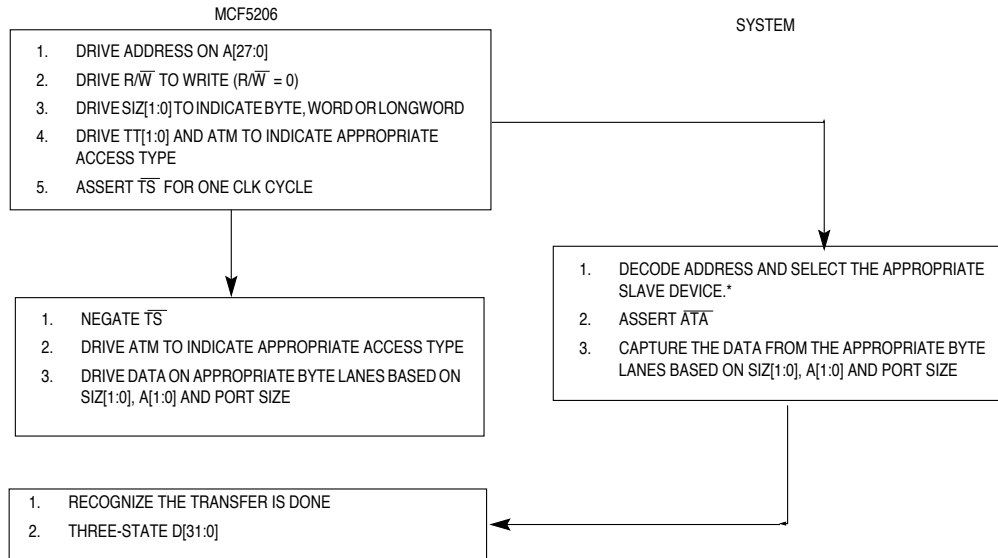 MCF5206
SYSTEM
1. DRIVE ADDRESS ON A[27:0]
2. DRIVE R/W̅ TO WRITE (R/W̅ = 0)
3. DRIVE SIZ[1:0] TO INDICATE BYTE, WORD OR LONGWORD
4. DRIVE TT[1:0] AND ATM TO INDICATE APPROPRIATE
ACCESS TYPE
5. ASSERT T̅S̅ FOR ONE CLK CYCLE
1. DECODE ADDRESS AND SELECT THE APPROPRIATE
SLAVE DEVICE.*
2. ASSERT A̅T̅A̅
3. CAPTURE THE DATA FROM THE APPROPRIATE BYTE
LANES BASED ON SIZ[1:0], A[1:0] AND PORT SIZE
1. NEGATE T̅S̅
2. DRIVE ATM TO INDICATE APPROPRIATE ACCESS TYPE
3. DRIVE DATA ON APPROPRIATE BYTE LANES BASED ON
SIZ[1:0], A[1:0] AND PORT SIZE
1. RECOGNIZE THE TRANSFER IS DONE
2. THREE-STATE D[31:0]